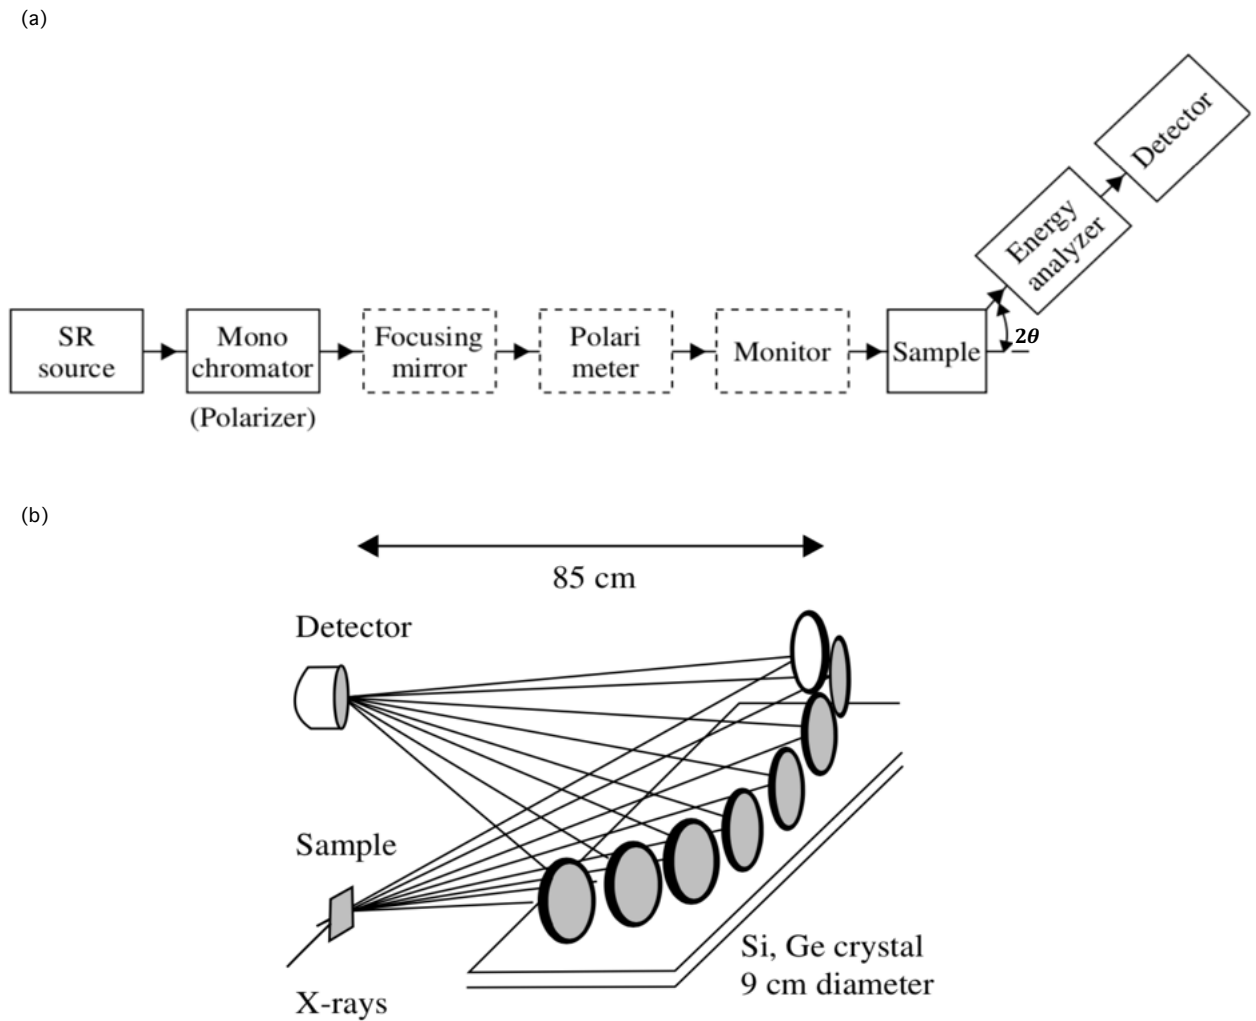 (a)
SR
source
Mono
chromator
(Polarizer)
Focusing
mirror
Polari
meter
Monitor
Sample
2θ
Energy
analyzer
Detector
(b)
85 cm
Detector
Sample
X-rays
Si, Ge crystal
9 cm diameter